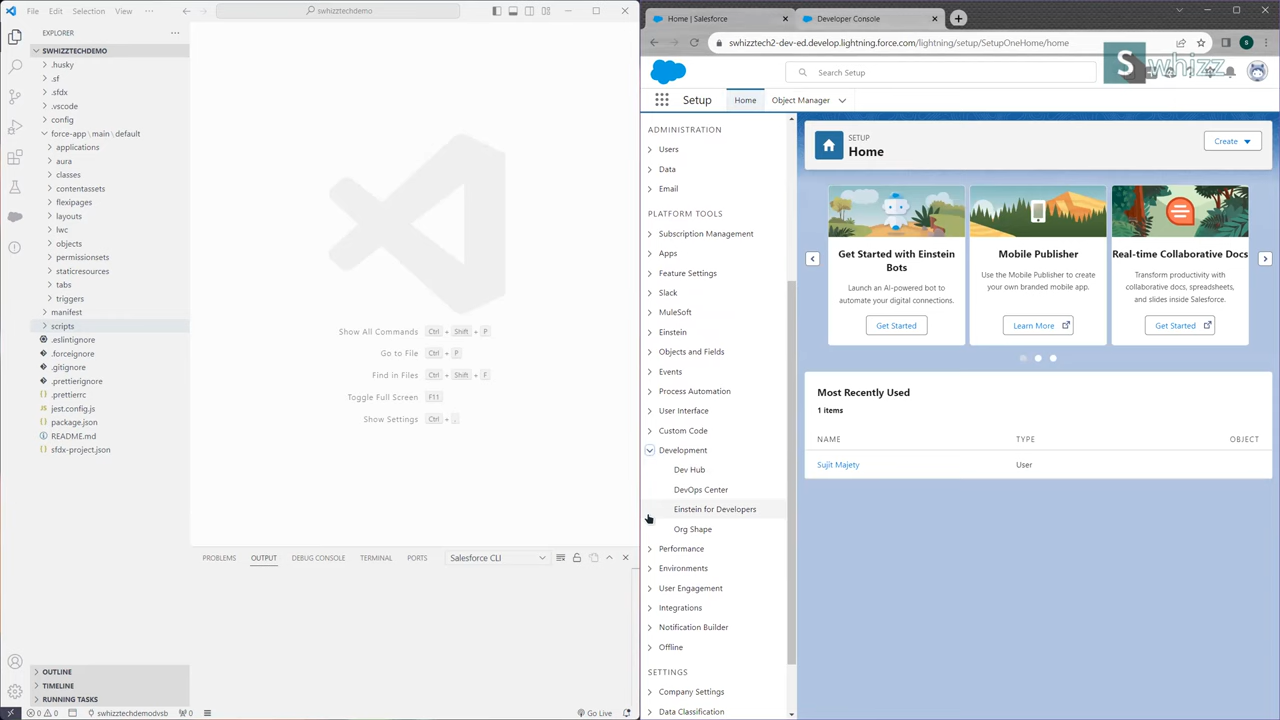 File Edit Selection View ··· swhizztechdemo
EXPLORER ···
SWHIZZTECHDEMO
.husky
.sf
.sfdx
.vscode
config
force-app \ main \ default
applications
aura
classes
contentassets
flexipages
layouts
lwc
objects
permissionsets
staticresources
tabs
triggers
manifest
scripts
.eslintignore
.forceignore
.gitignore
.prettierignore
.prettierrc
jest.config.js
package.json
README.md
sfdx-project.json
OUTLINE
TIMELINE
RUNNING TASKS
Show All Commands Ctrl + Shift + P
Go to File Ctrl + P
Find in Files Ctrl + Shift + F
Toggle Full Screen F11
Show Settings Ctrl + ,
PROBLEMS OUTPUT DEBUG CONSOLE TERMINAL PORTS Salesforce CLI
0 0 swhizztechdemodvsb 0 Go Live
Home | Salesforce Developer Console
swhizztech2-dev-ed.develop.lightning.force.com/lightning/setup/SetupOneHome/home S
Search Setup
S whizz
Setup Home Object Manager
ADMINISTRATION
Users
Data
Email
PLATFORM TOOLS
Subscription Management
Apps
Feature Settings
Slack
MuleSoft
Einstein
Objects and Fields
Events
Process Automation
User Interface
Custom Code
Development
Dev Hub
DevOps Center
Einstein for Developers
Org Shape
Performance
Environments
User Engagement
Integrations
Notification Builder
Offline
SETTINGS
Company Settings
Data Classification
SETUP
Home
Create
Get Started with Einstein
Bots
Launch an AI-powered bot to
automate your digital connections.
Get Started
Mobile Publisher
Use the Mobile Publisher to create
your own branded mobile app.
Learn More
Real-time Collaborative Docs
Transform productivity with
collaborative docs, spreadsheets,
and slides inside Salesforce.
Get Started
Most Recently Used
1 items
NAME TYPE OBJECT
Sujit Majety User